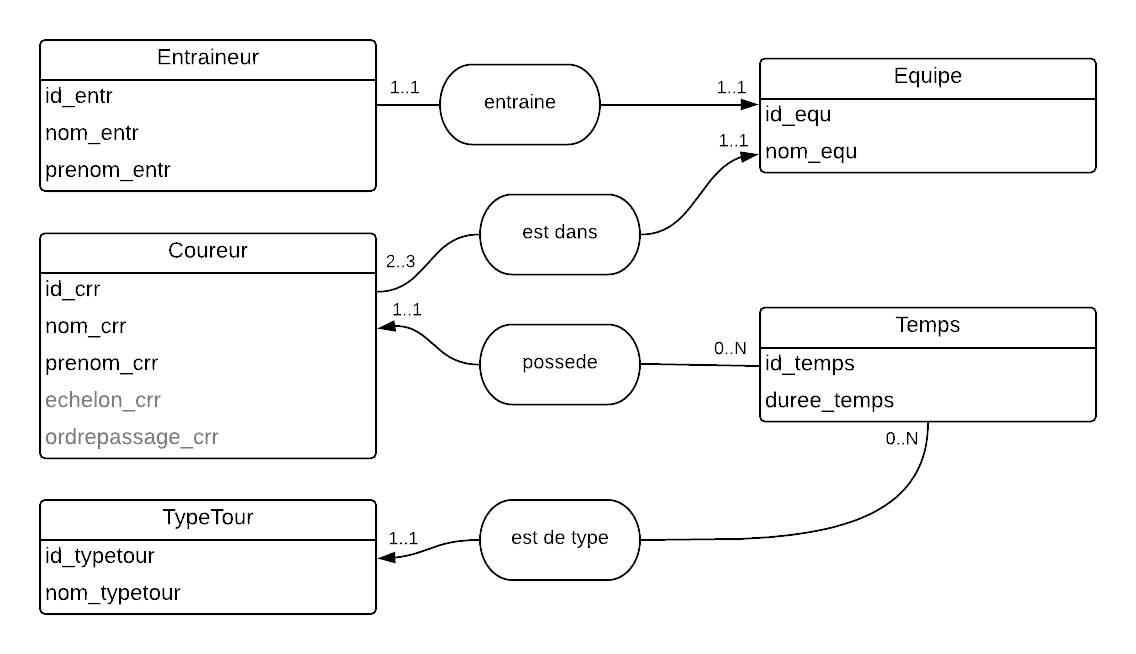 Entraineur
id_entr
nom_entr
prenom_entr
1..1
entraine
1..1
Equipe
id_equ
nom_equ
1..1
est dans
2..3
Coureur
id_crr
nom_crr
prenom_crr
echelon_crr
ordrepassage_crr
1..1
possede
0..N
Temps
id_temps
duree_temps
0..N
TypeTour
id_typetour
nom_typetour
1..1
est de type